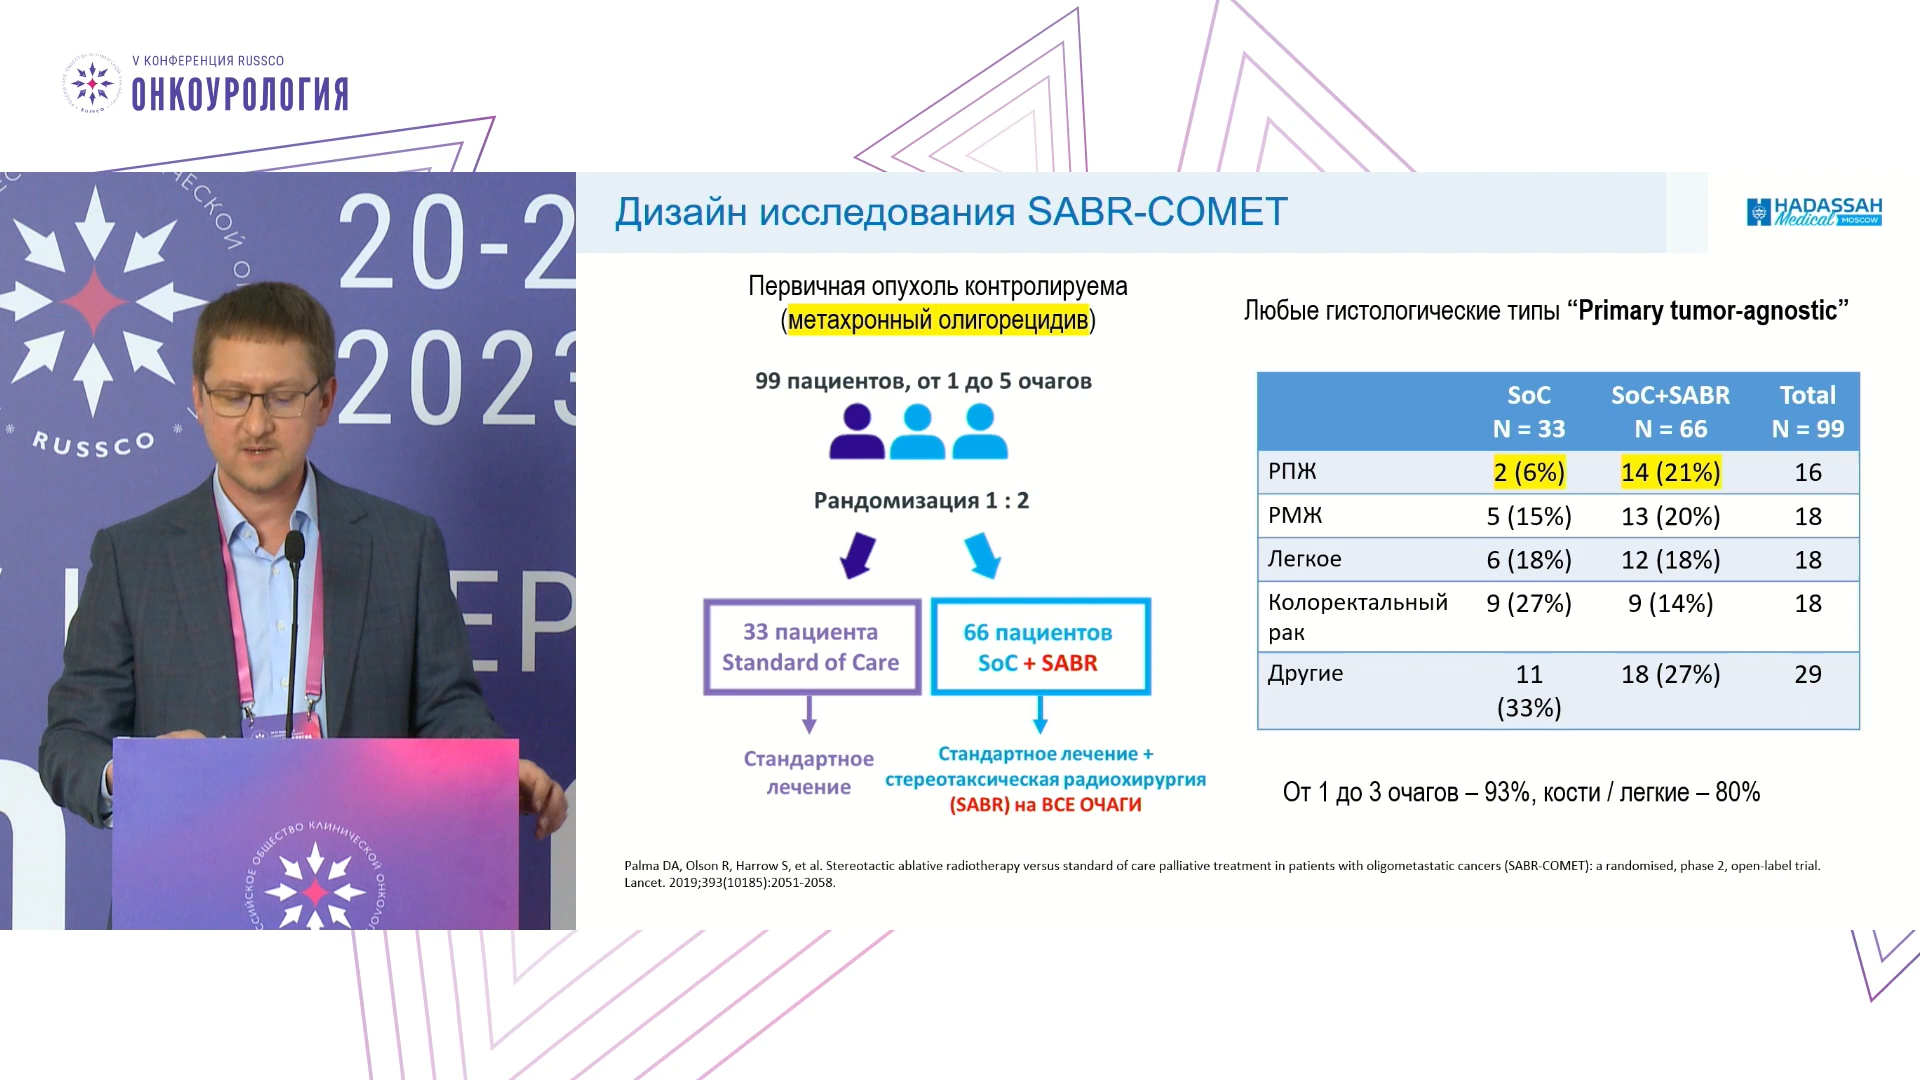 V КОНФЕРЕНЦИЯ RUSSCO
ОНКОУРОЛОГИЯ
20-2
2023
RUSSCO
Дизайн исследования SABR-COMET
HADASSAH
Medical MOSCOW
Первичная опухоль контролируема
(метахронный олигорецидив)
99 пациентов, от 1 до 5 очагов
Рандомизация 1 : 2
33 пациента
Standard of Care
66 пациентов
SoC + SABR
Стандартное
лечение
Стандартное лечение +
стереотаксическая радиохирургия
(SABR) на ВСЕ ОЧАГИ
Любые гистологические типы “Primary tumor-agnostic”
SoC SoC+SABR Total
N = 33 N = 66 N = 99
РПЖ 2 (6%) 14 (21%) 16
РМЖ 5 (15%) 13 (20%) 18
Легкое 6 (18%) 12 (18%) 18
Колоректальный 9 (27%) 9 (14%) 18
рак
Другие 11 18 (27%) 29
(33%)
От 1 до 3 очагов – 93%, кости / легкие – 80%
Palma DA, Olson R, Harrow S, et al. Stereotactic ablative radiotherapy versus standard of care palliative treatment in patients with oligometastatic cancers (SABR-COMET): a randomised, phase 2, open-label trial.
Lancet. 2019;393(10185):2051-2058.